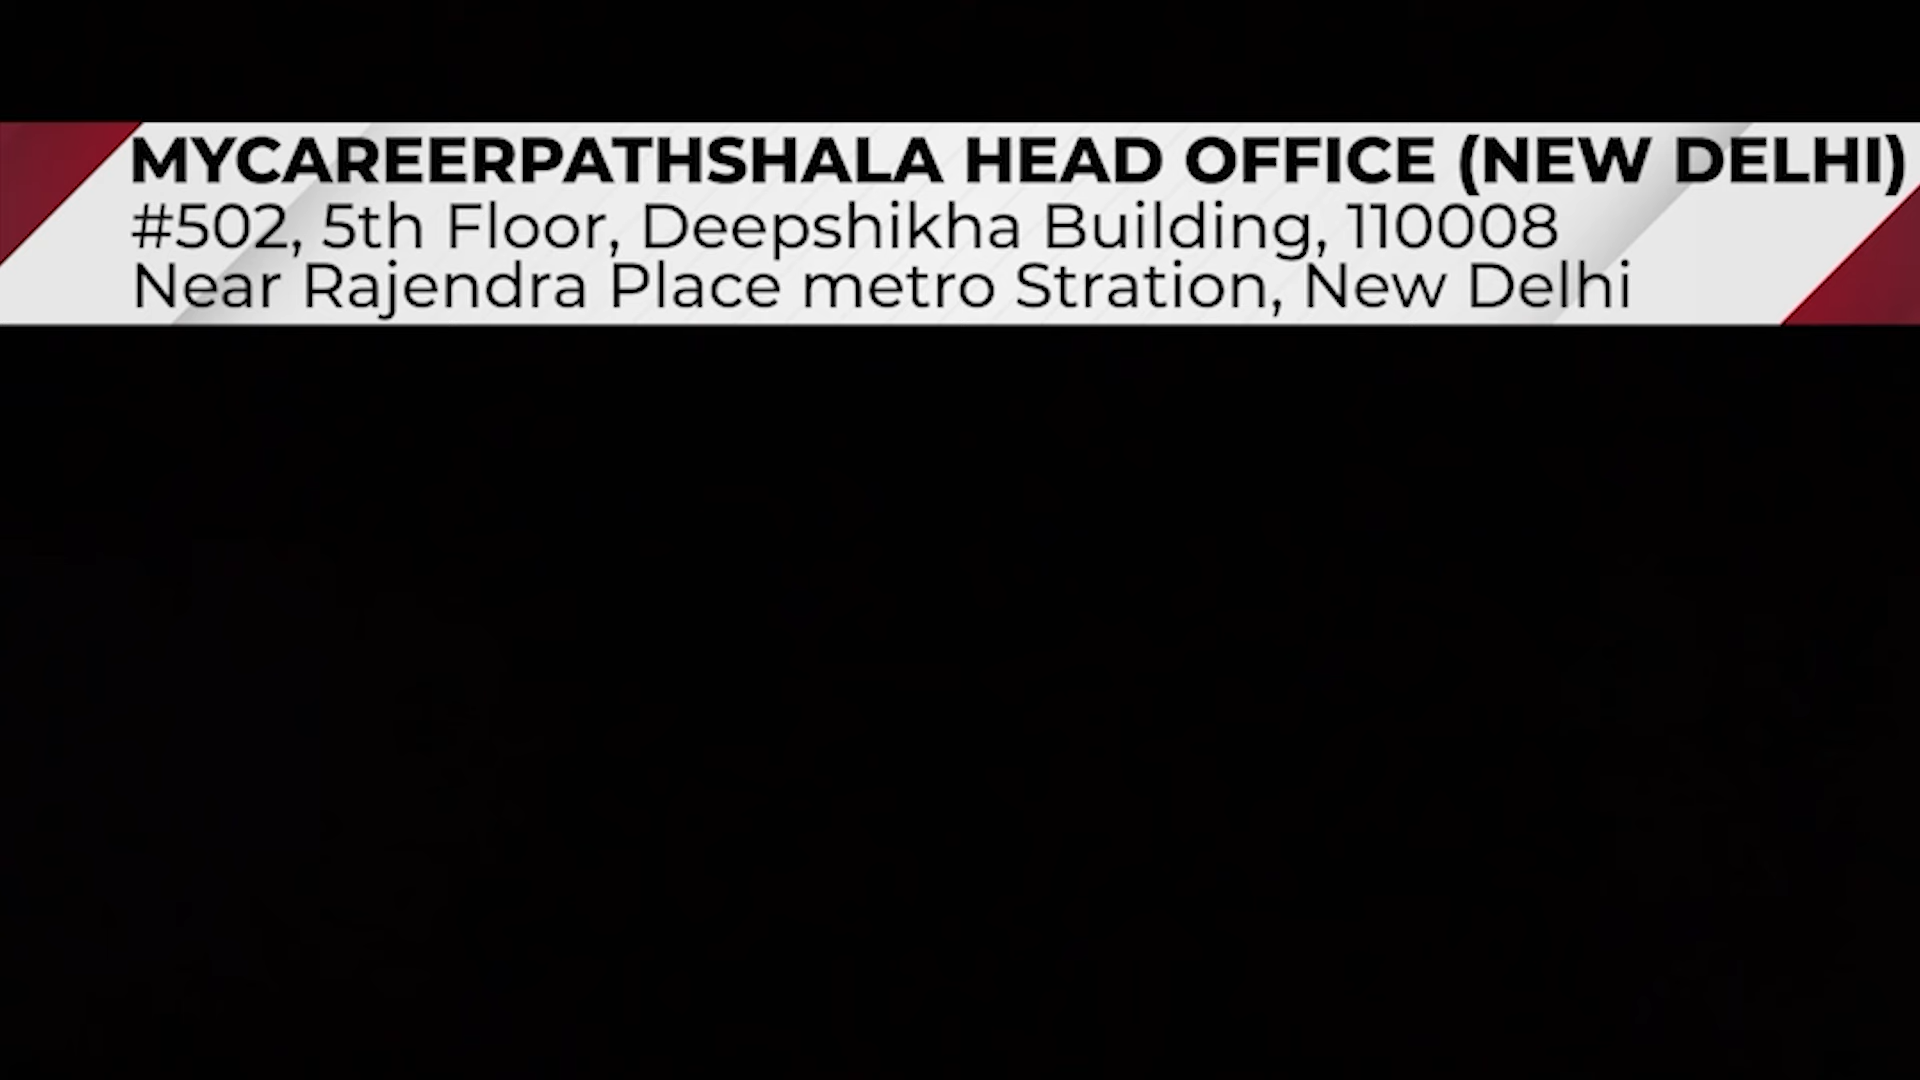 MYCAREERPATHSHALA HEAD OFFICE (NEW DELHI)
#502, 5th Floor, Deepshikha Building, 110008
Near Rajendra Place metro Stration, New Delhi